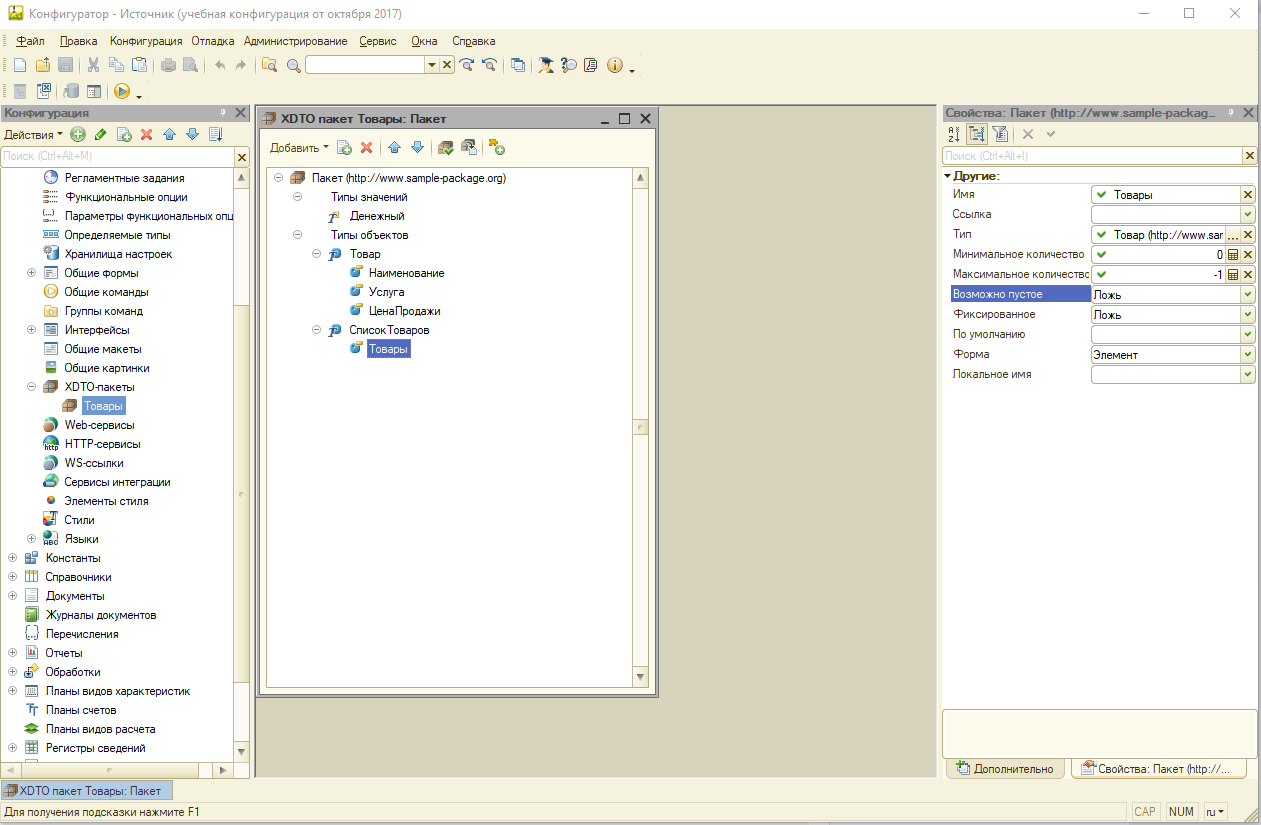 Конфигуратор - Источник (учебная конфигурация от октября 2017)
Файл Правка Конфигурация Отладка Администрирование Сервис Окна Справка
Конфигурация
Действия
Поиск (Ctrl+Alt+M)
Регламентные задания
Функциональные опции
Параметры функциональных опц
Определяемые типы
Хранилища настроек
Общие формы
Общие команды
Группы команд
Интерфейсы
Общие макеты
Общие картинки
XDTO-пакеты
Товары
Web-сервисы
HTTP-сервисы
WS-ссылки
Сервисы интеграции
Элементы стиля
Стили
Языки
Константы
Справочники
Документы
Журналы документов
Перечисления
Отчеты
Обработки
Планы видов характеристик
Планы счетов
Планы видов расчета
Регистры сведений
XDTO пакет Товары: Пакет
Добавить
Пакет (http://www.sample-package.org)
Типы значений
Денежный
Типы объектов
Товар
Наименование
Услуга
ЦенаПродажи
СписокТоваров
Товары
Свойства: Пакет (http://www.sample-packag...
Поиск (Ctrl+Alt+I)
Другие:
Имя Товары
Ссылка
Тип Товар (http://www.sar ...
Минимальное количество 0
Максимальное количество -1
Возможно пустое Ложь
Фиксированное Ложь
По умолчанию
Форма Элемент
Локальное имя
Дополнительно Свойства: Пакет (http://...
XDTO пакет Товары: Пакет
Для получения подсказки нажмите F1 CAP NUM ru